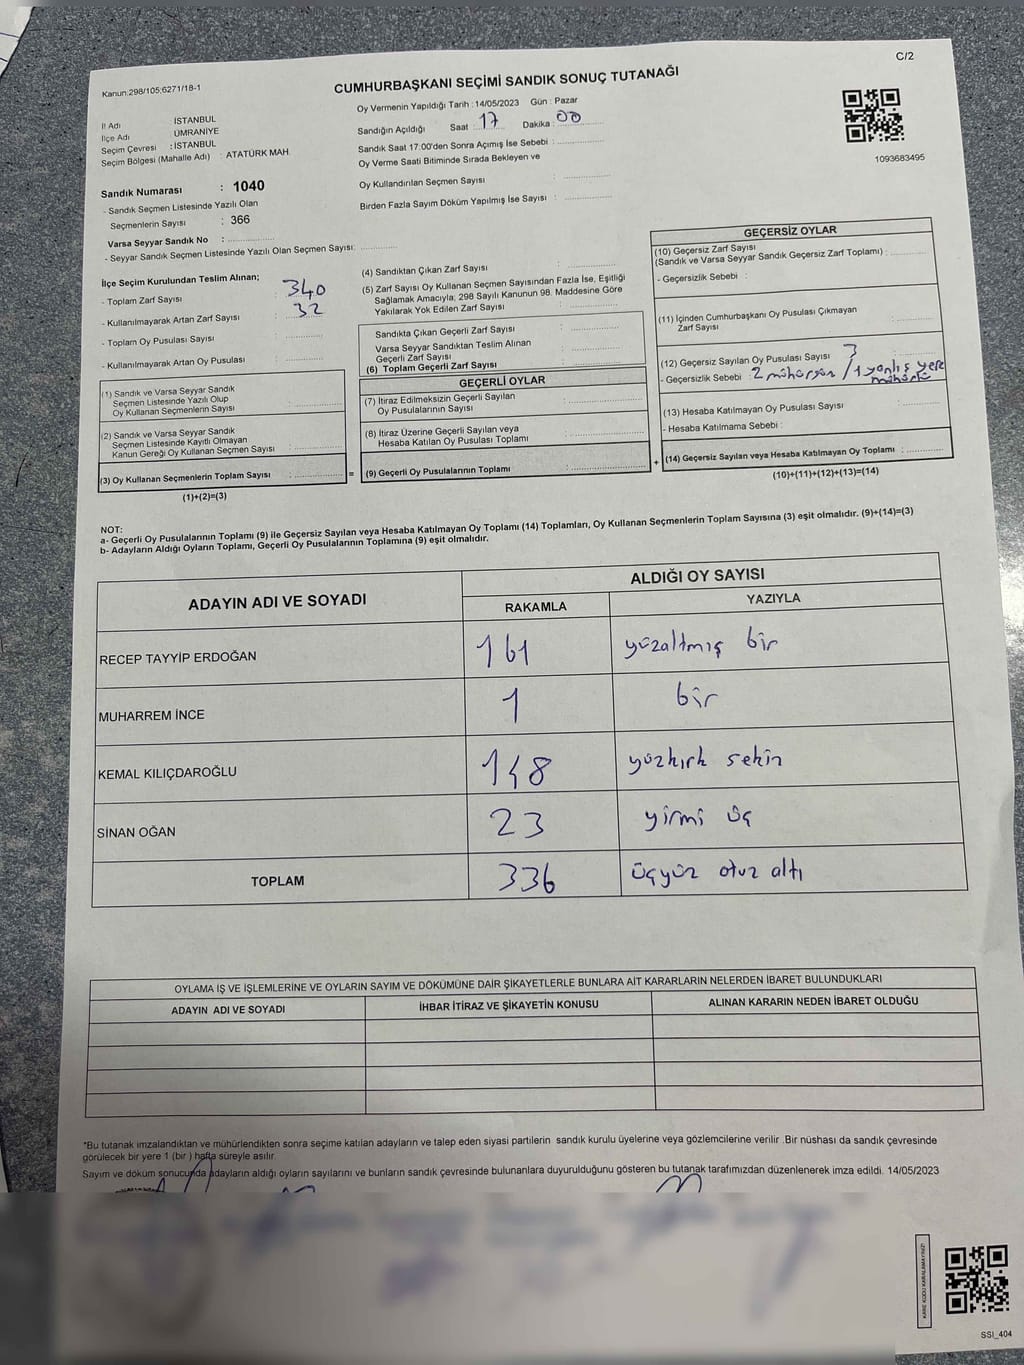 C/2
Kanun:298/105;6271/18-1
CUMHURBAŞKANI SEÇİMİ SANDIK SONUÇ TUTANAĞI
İl Adı : İSTANBUL
İlçe Adı : ÜMRANİYE
Seçim Çevresi : İSTANBUL
Seçim Bölgesi (Mahalle Adı) : ATATÜRK MAH.
Sandık Numarası : 1040
- Sandık Seçmen Listesinde Yazılı Olan
Seçmenlerin Sayısı : 366
Varsa Seyyar Sandık No :
- Seyyar Sandık Seçmen Listesinde Yazılı Olan Seçmen Sayısı:
Oy Vermenin Yapıldığı Tarih : 14/05/2023 Gün : Pazar
Sandığın Açıldığı Saat : 17 Dakika : 00
Sandık Saat 17:00'den Sonra Açımış İse Sebebi :
Oy Verme Saati Bitiminde Sırada Bekleyen ve
Oy Kullandırılan Seçmen Sayısı :
Birden Fazla Sayım Döküm Yapılmış İse Sayısı :
1093683495
İlçe Seçim Kurulundan Teslim Alınan;
- Toplam Zarf Sayısı : 340
- Kullanılmayarak Artan Zarf Sayısı : 32
- Toplam Oy Pusulası Sayısı :
- Kullanılmayarak Artan Oy Pusulası :
(1) Sandık ve Varsa Seyyar Sandık
Seçmen Listesinde Yazılı Olup
Oy Kullanan Seçmenlerin Sayısı :
(2) Sandık ve Varsa Seyyar Sandık
Seçmen Listesinde Kayıtlı Olmayan
Kanun Gereği Oy Kullanan Seçmen Sayısı :
(3) Oy Kullanan Seçmenlerin Toplam Sayısı :
(1)+(2)=(3)
(4) Sandıktan Çıkan Zarf Sayısı :
(5) Zarf Sayısı Oy Kullanan Seçmen Sayısından Fazla İse, Eşitliği
Sağlamak Amacıyla; 298 Sayılı Kanunun 98. Maddesine Göre
Yakılarak Yok Edilen Zarf Sayısı :
Sandıkta Çıkan Geçerli Zarf Sayısı :
Varsa Seyyar Sandıktan Teslim Alınan
Geçerli Zarf Sayısı :
(6) Toplam Geçerli Zarf Sayısı :
GEÇERLİ OYLAR
(7) İtiraz Edilmeksizin Geçerli Sayılan
Oy Pusulalarının Sayısı :
(8) İtiraz Üzerine Geçerli Sayılan veya
Hesaba Katılan Oy Pusulası Toplamı :
= (9) Geçerli Oy Pusulalarının Toplamı :
GEÇERSİZ OYLAR
(10) Geçersiz Zarf Sayısı
(Sandık ve Varsa Seyyar Sandık Geçersiz Zarf Toplamı) :
- Geçersizlik Sebebi :
(11) İçinden Cumhurbaşkanı Oy Pusulası Çıkmayan
Zarf Sayısı :
(12) Geçersiz Sayılan Oy Pusulası Sayısı : 3
- Geçersizlik Sebebi : 2 mühürsüz / 1 yanlış yere
mühürlü
(13) Hesaba Katılmayan Oy Pusulası Sayısı :
- Hesaba Katılmama Sebebi :
+ (14) Geçersiz Sayılan veya Hesaba Katılmayan Oy Toplamı :
(10)+(11)+(12)+(13)=(14)
NOT:
a- Geçerli Oy Pusulalarının Toplamı (9) ile Geçersiz Sayılan veya Hesaba Katılmayan Oy Toplamı (14) Toplamları, Oy Kullanan Seçmenlerin Toplam Sayısına (3) eşit olmalıdır. (9)+(14)=(3)
b- Adayların Aldığı Oyların Toplamı, Geçerli Oy Pusulalarının Toplamına (9) eşit olmalıdır.
ADAYIN ADI VE SOYADI
ALDIĞI OY SAYISI
RAKAMLA YAZIYLA
RECEP TAYYİP ERDOĞAN 161 yüzaltmış bir
MUHARREM İNCE 1 bir
KEMAL KILIÇDAROĞLU 148 yüzkırk sekiz
SİNAN OĞAN 23 yirmi üç
TOPLAM 336 üçyüz otuz altı
OYLAMA İŞ VE İŞLEMLERİNE VE OYLARIN SAYIM VE DÖKÜMÜNE DAİR ŞİKAYETLERLE BUNLARA AİT KARARLARIN NELERDEN İBARET BULUNDUKLARI
ADAYIN ADI VE SOYADI İHBAR İTİRAZ VE ŞİKAYETİN KONUSU ALINAN KARARIN NEDEN İBARET OLDUĞU
*Bu tutanak imzalandıktan ve mühürlendikten sonra seçime katılan adayların ve talep eden siyasi partilerin sandık kurulu üyelerine veya gözlemcilerine verilir .Bir nüshası da sandık çevresinde
görülecek bir yere 1 (bir ) hafta süreyle asılır.
Sayım ve döküm sonucunda adayların aldığı oyların sayılarını ve bunların sandık çevresinde bulunanlara duyurulduğunu gösteren bu tutanak tarafımızdan düzenlenerek imza edildi. 14/05/2023
KARE KODU KARALAMAYINIZ!
SSI_404